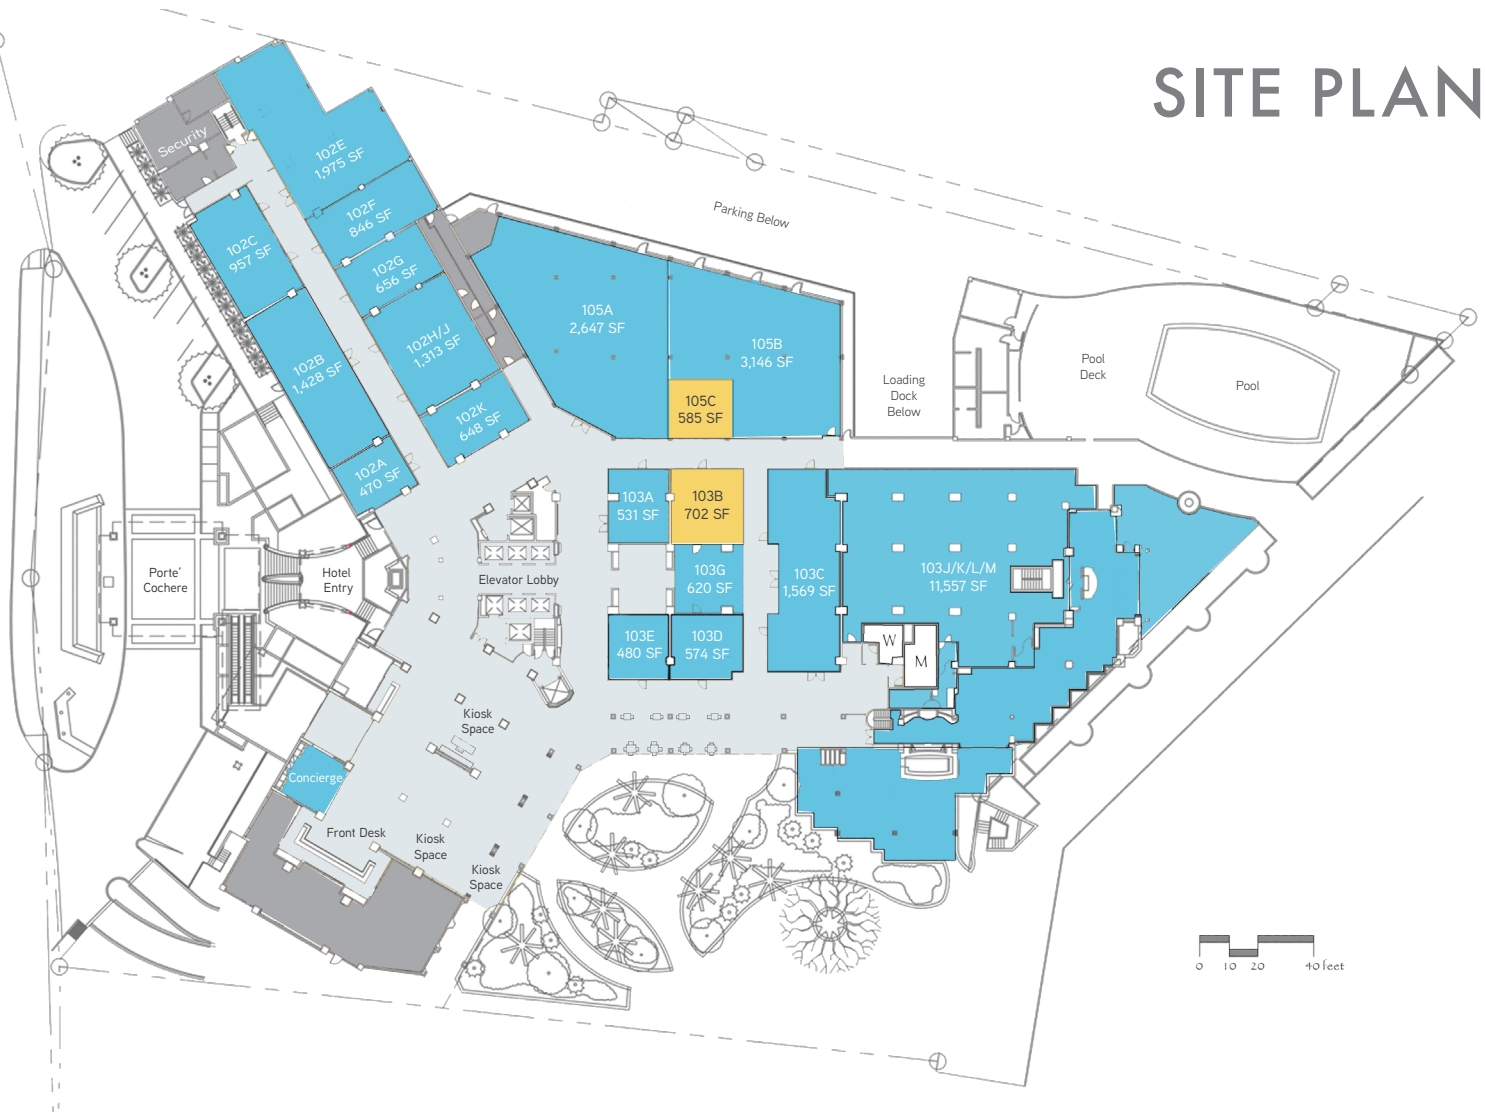 SITE PLAN
Security
102E
1,975 SF
102F
846 SF
102C
957 SF
102G
656 SF
102H/J
1,313 SF
102B
1,428 SF
102K
648 SF
102A
470 SF
Parking Below
105A
2,647 SF
105B
3,146 SF
105C
585 SF
Loading
Dock
Below
Pool
Deck
Pool
103A
531 SF
103B
702 SF
103G
620 SF
103C
1,569 SF
103J/K/L/M
11,557 SF
103E
480 SF
103D
574 SF
W
M
Porte'
Cochere
Hotel
Entry
Elevator Lobby
Kiosk
Space
Concierge
Front Desk
Kiosk
Space
Kiosk
Space
0 10 20 40 feet